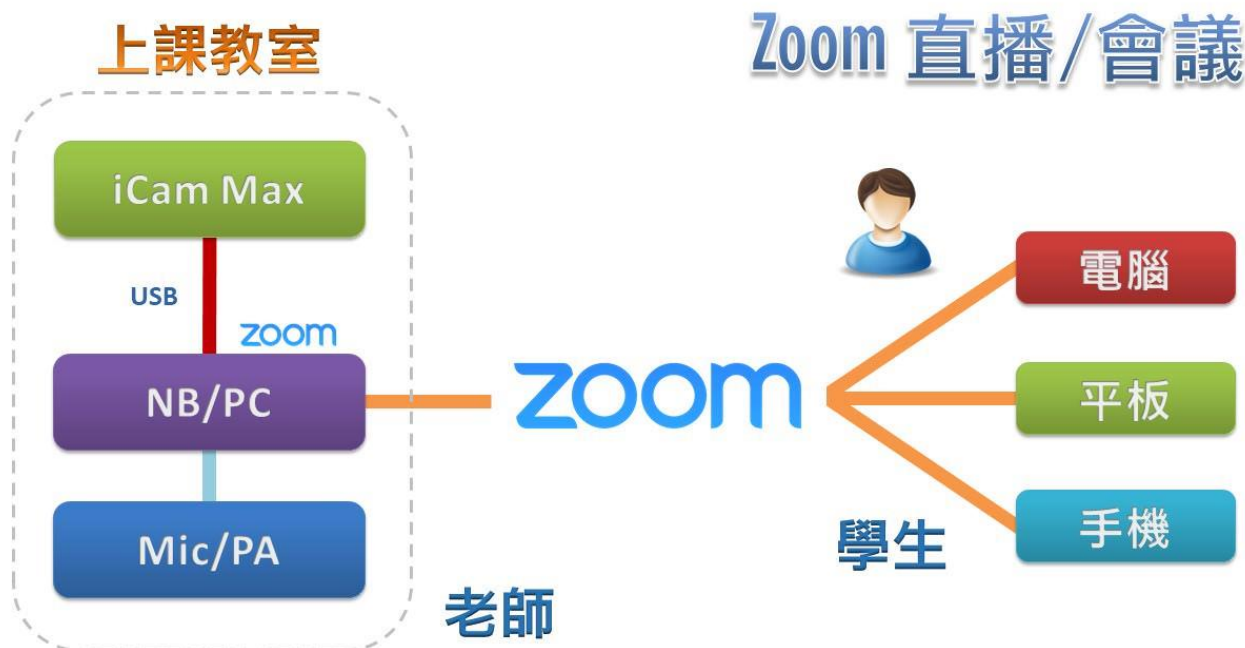 上課教室
Zoom 直播/會議
iCam Max
USB
zoom
NB/PC
Mic/PA
老師
zoom
學生
電腦
平板
手機